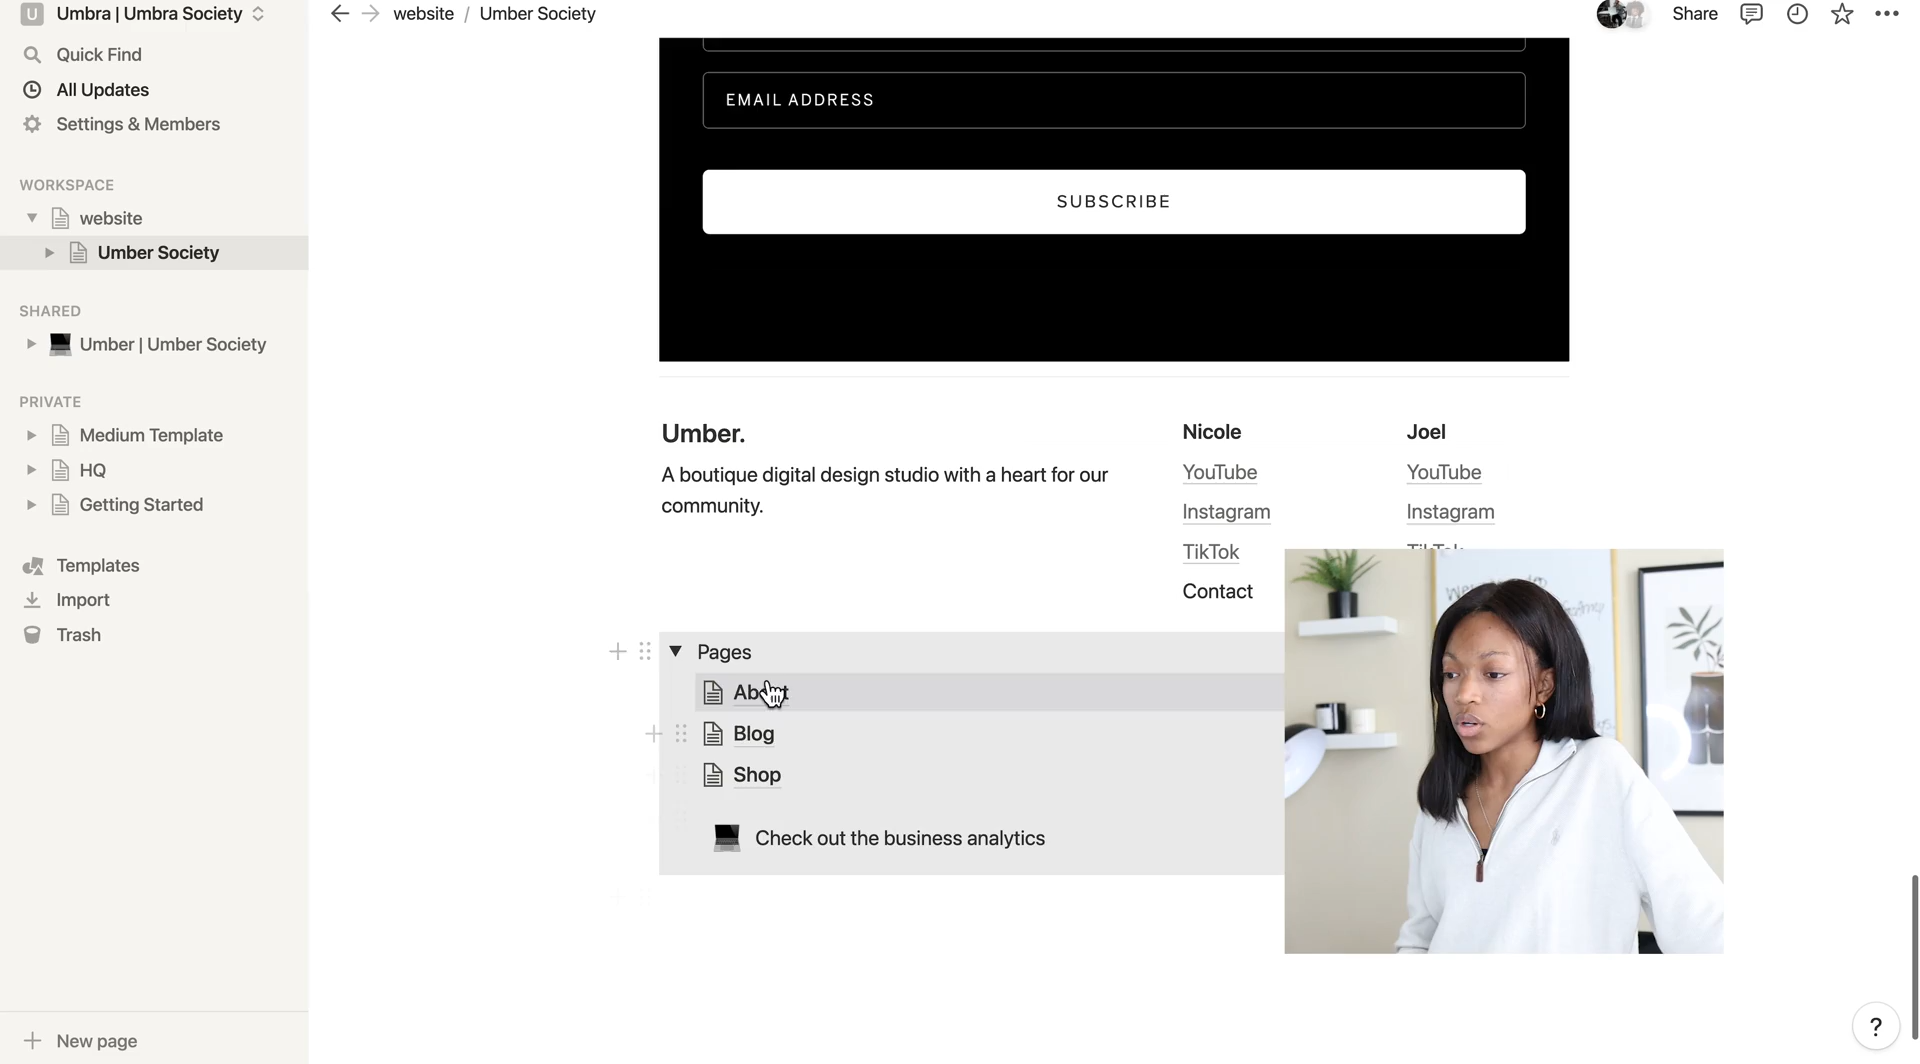 U Umbra | Umbra Society
Quick Find
All Updates
Settings & Members
WORKSPACE
website
Umber Society
SHARED
Umber | Umber Society
PRIVATE
Medium Template
HQ
Getting Started
Templates
Import
Trash
New page
website / Umber Society
Share
EMAIL ADDRESS
SUBSCRIBE
Umber.
A boutique digital design studio with a heart for our
community.
Nicole
YouTube
Instagram
TikTok
Contact
Joel
YouTube
Instagram
TikTok
Pages
About
Blog
Shop
Check out the business analytics
?